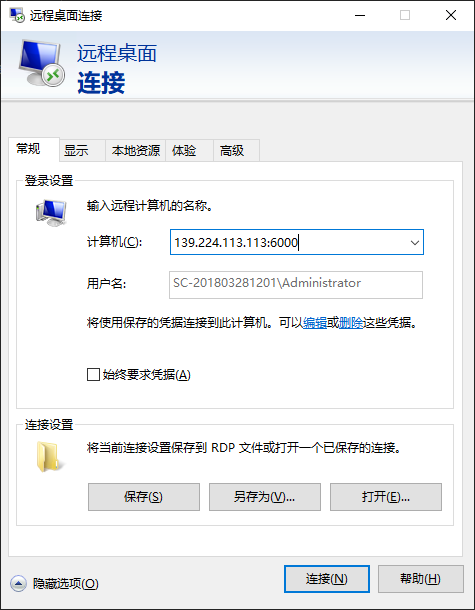 远程桌面连接
远程桌面
连接
常规 显示 本地资源 体验 高级
登录设置
输入远程计算机的名称。
计算机(C): 139.224.113.113:6000
用户名: SC-201803281201\Administrator
将使用保存的凭据连接到此计算机。可以编辑或删除这些凭据。
始终要求凭据(A)
连接设置
将当前连接设置保存到 RDP 文件或打开一个已保存的连接。
保存(S) 另存为(V)... 打开(E)...
隐藏选项(O) 连接(N) 帮助(H)